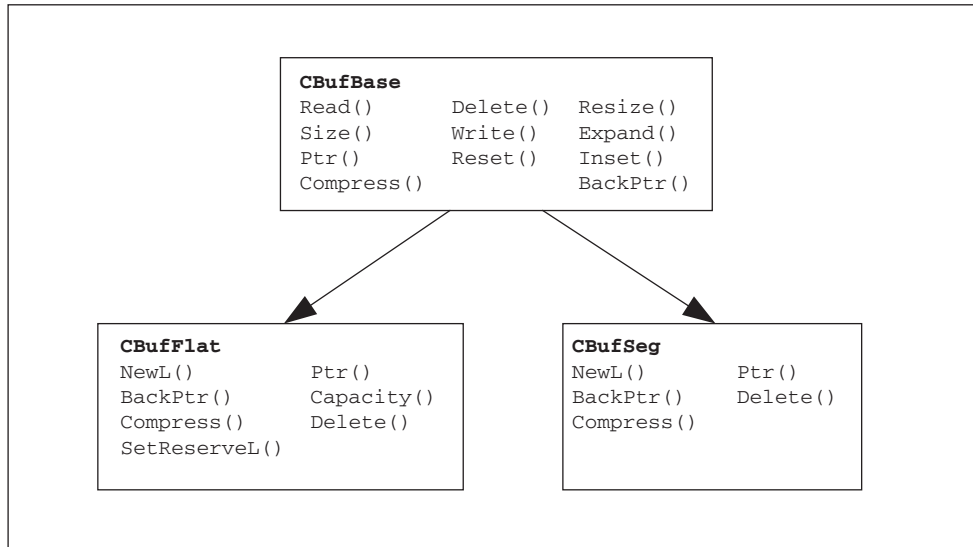 CBufBase
Read() Delete() Resize()
Size() Write() Expand()
Ptr() Reset() Inset()
Compress() BackPtr()
CBufFlat
NewL() Ptr()
BackPtr() Capacity()
Compress() Delete()
SetReserveL()
CBufSeg
NewL() Ptr()
BackPtr() Delete()
Compress()